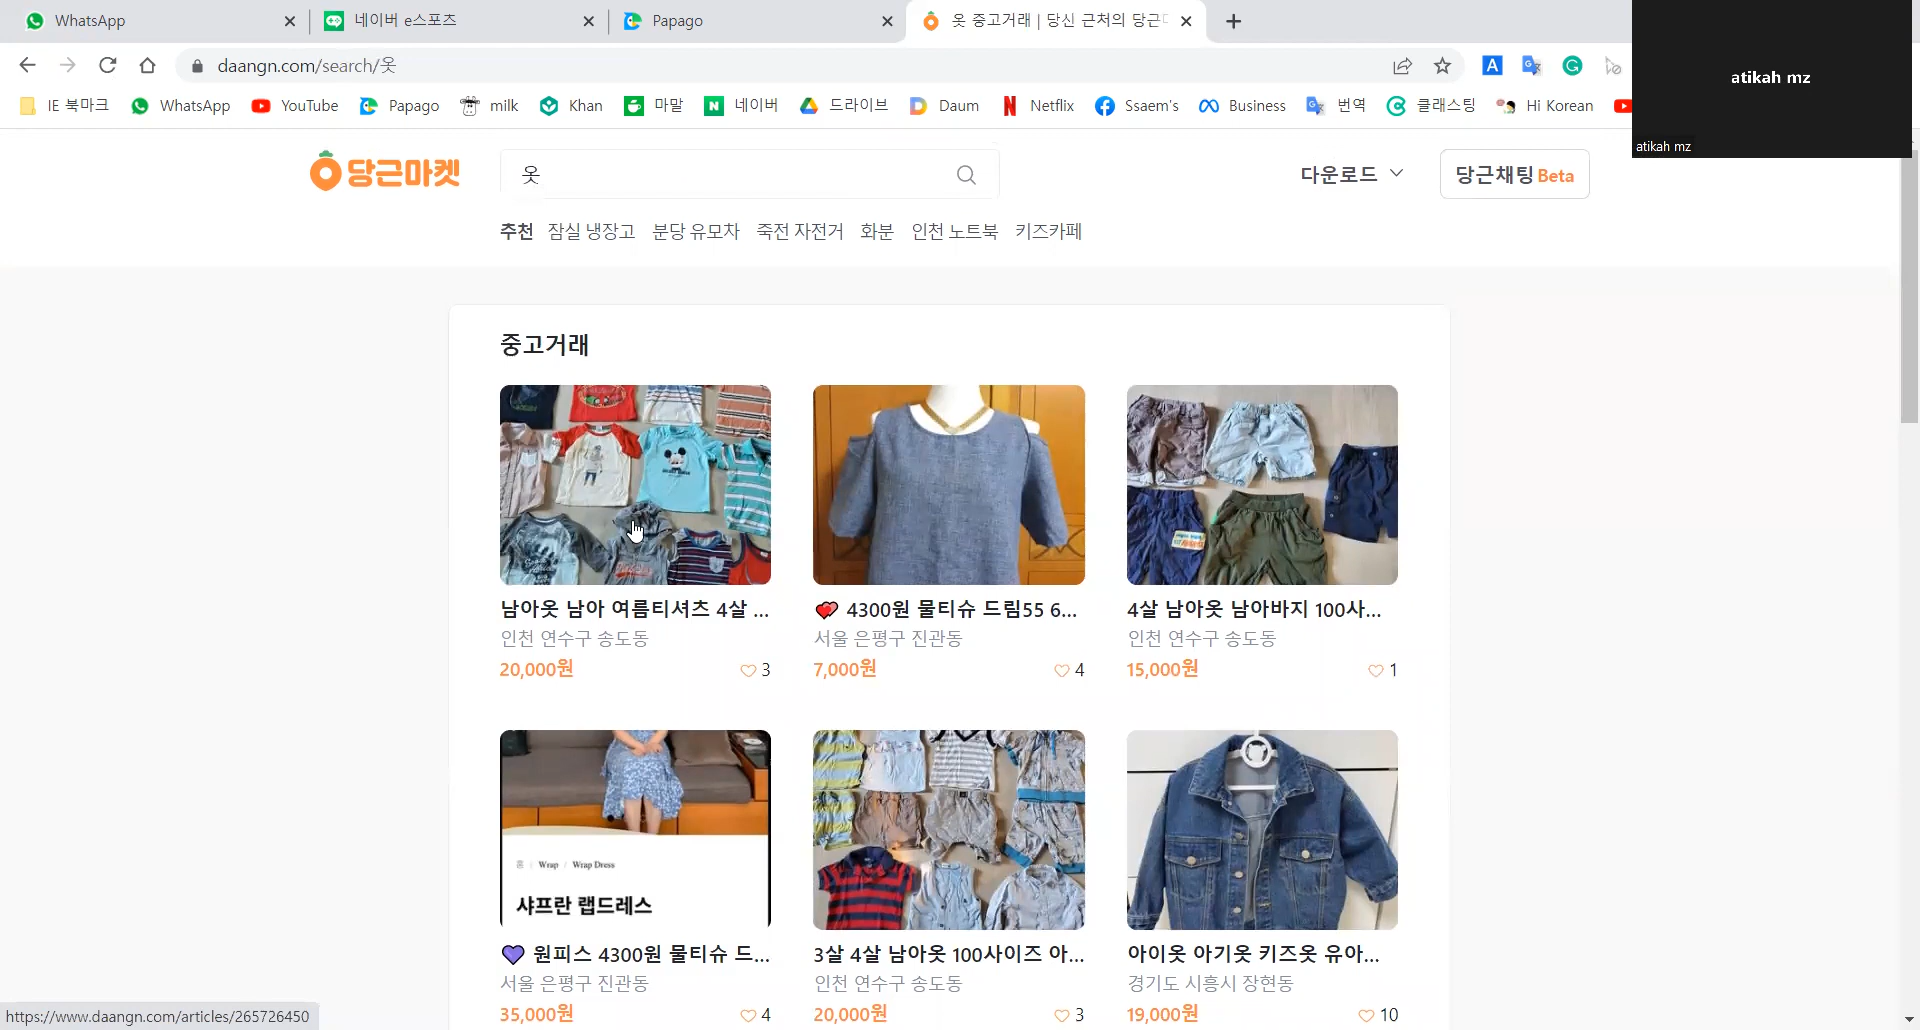 WhatsApp
네이버 e스포츠
Papago
옷 중고거래 | 당신 근처의 당근
daangn.com/search/옷
IE 북마크 WhatsApp YouTube Papago milk Khan 마말 네이버 드라이브 Daum Netflix Ssaem's Business 번역 클래스팅 Hi Korean
atikah mz
atikah mz
당근마켓
옷
다운로드
당근채팅 Beta
추천 잠실 냉장고 분당 유모차 죽전 자전거 화분 인천 노트북 키즈카페
중고거래
남아옷 남아 여름티셔츠 4살 ...
인천 연수구 송도동
20,000원 3
💕 4300원 물티슈 드림55 6...
서울 은평구 진관동
7,000원 4
4살 남아옷 남아바지 100사...
인천 연수구 송도동
15,000원 1
홈 / Wrap / Wrap Dress
샤프란 랩드레스
💜 원피스 4300원 물티슈 드...
서울 은평구 진관동
35,000원 4
3살 4살 남아옷 100사이즈 아...
인천 연수구 송도동
20,000원 3
아이옷 아기옷 키즈옷 유아...
경기도 시흥시 장현동
19,000원 10
https://www.daangn.com/articles/265726450